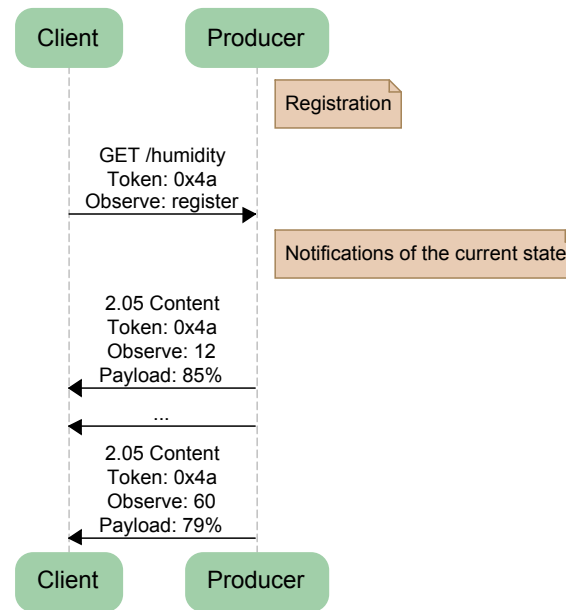 Client
Producer
Registration
GET /humidity
Token: 0x4a
Observe: register
Notifications of the current state
2.05 Content
Token: 0x4a
Observe: 12
Payload: 85%
...
2.05 Content
Token: 0x4a
Observe: 60
Payload: 79%
Client
Producer